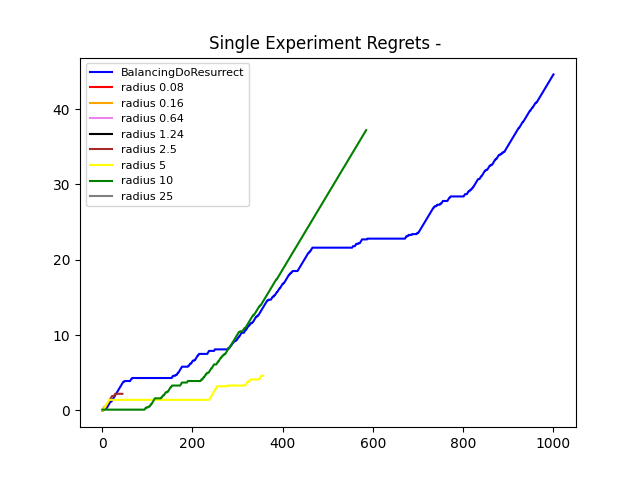 Single Experiment Regrets -
BalancingDoResurrect
radius 0.08
radius 0.16
radius 0.64
radius 1.24
radius 2.5
radius 5
radius 10
radius 25
40
30
20
10
0
0 200 400 600 800 1000